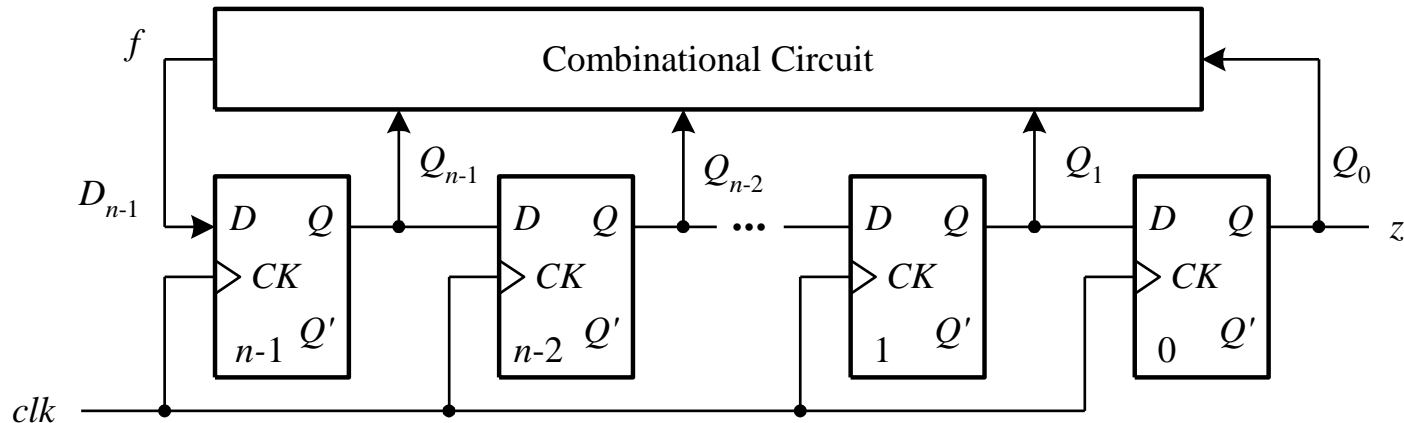 f
Combinational Circuit
Q_{n-1} Q_{n-2} Q_1 Q_0
D_{n-1}
D Q D Q ... D Q D Q z
CK CK CK CK
Q' Q' Q' Q'
n-1 n-2 1 0
clk